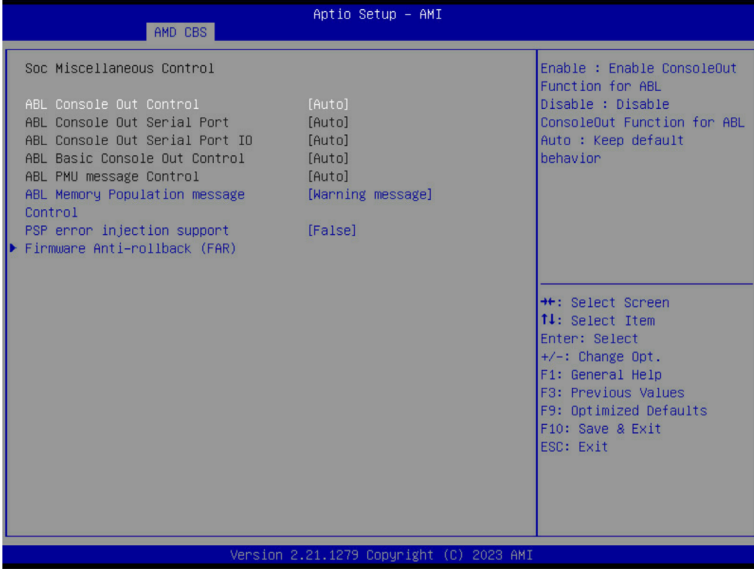 Aptio Setup – AMI
AMD CBS
Soc Miscellaneous Control
ABL Console Out Control [Auto]
ABL Console Out Serial Port [Auto]
ABL Console Out Serial Port IO [Auto]
ABL Basic Console Out Control [Auto]
ABL PMU message Control [Auto]
ABL Memory Population message [Warning message]
Control
PSP error injection support [False]
Firmware Anti-rollback (FAR)
Enable : Enable ConsoleOut
Function for ABL
Disable : Disable
ConsoleOut Function for ABL
Auto : Keep default
behavior
→←: Select Screen
↑↓: Select Item
Enter: Select
+/-: Change Opt.
F1: General Help
F3: Previous Values
F9: Optimized Defaults
F10: Save & Exit
ESC: Exit
Version 2.21.1279 Copyright (C) 2023 AMI